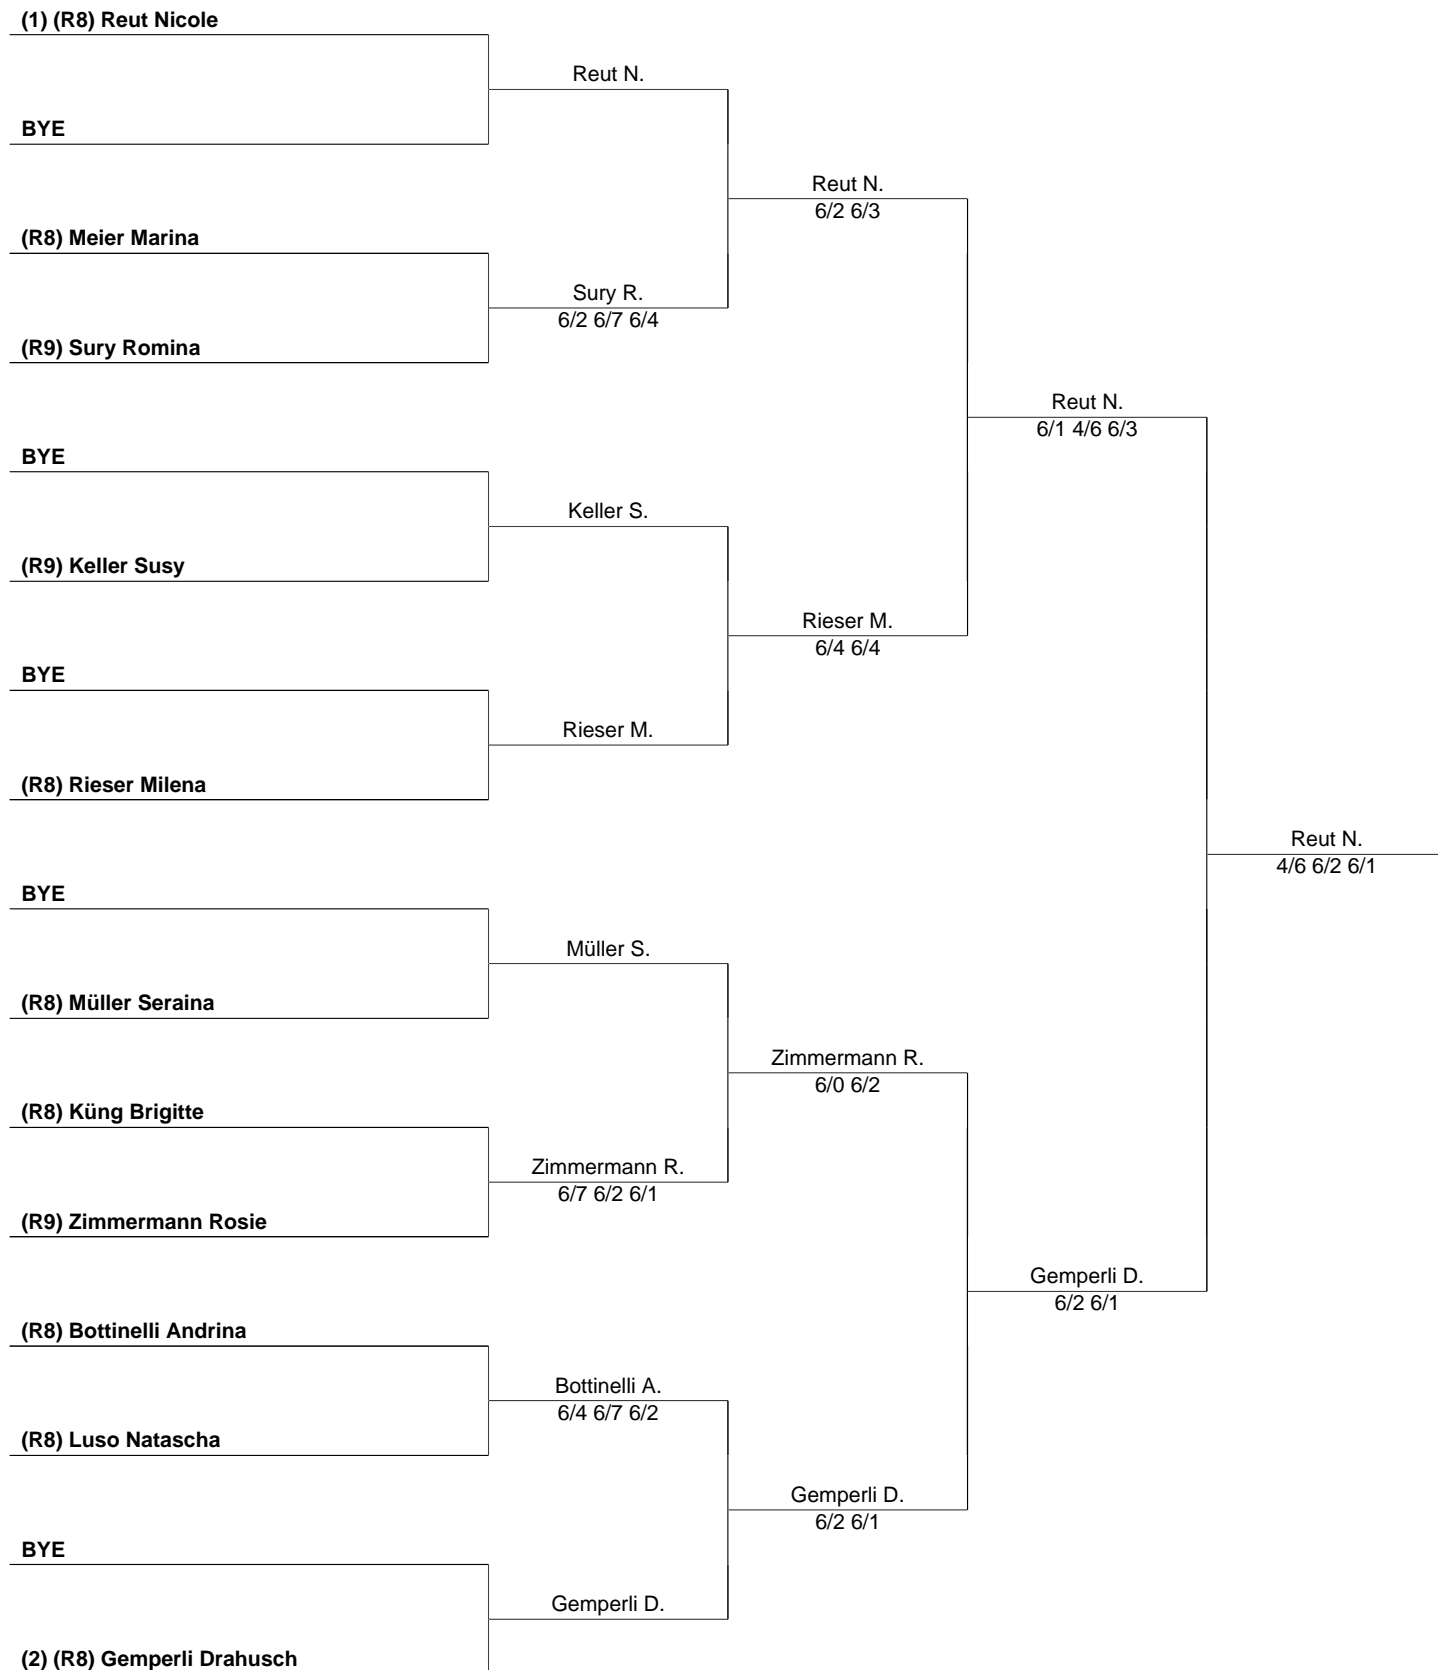 (1) (R8) Reut Nicole
Reut N.
BYE
Reut N.
6/2 6/3
(R8) Meier Marina
Sury R.
6/2 6/7 6/4
(R9) Sury Romina
Reut N.
6/1 4/6 6/3
BYE
Keller S.
(R9) Keller Susy
Rieser M.
6/4 6/4
BYE
Rieser M.
(R8) Rieser Milena
Reut N.
4/6 6/2 6/1
BYE
Müller S.
(R8) Müller Seraina
Zimmermann R.
6/0 6/2
(R8) Küng Brigitte
Zimmermann R.
6/7 6/2 6/1
(R9) Zimmermann Rosie
Gemperli D.
6/2 6/1
(R8) Bottinelli Andrina
Bottinelli A.
6/4 6/7 6/2
(R8) Luso Natascha
Gemperli D.
6/2 6/1
BYE
Gemperli D.
(2) (R8) Gemperli Drahusch